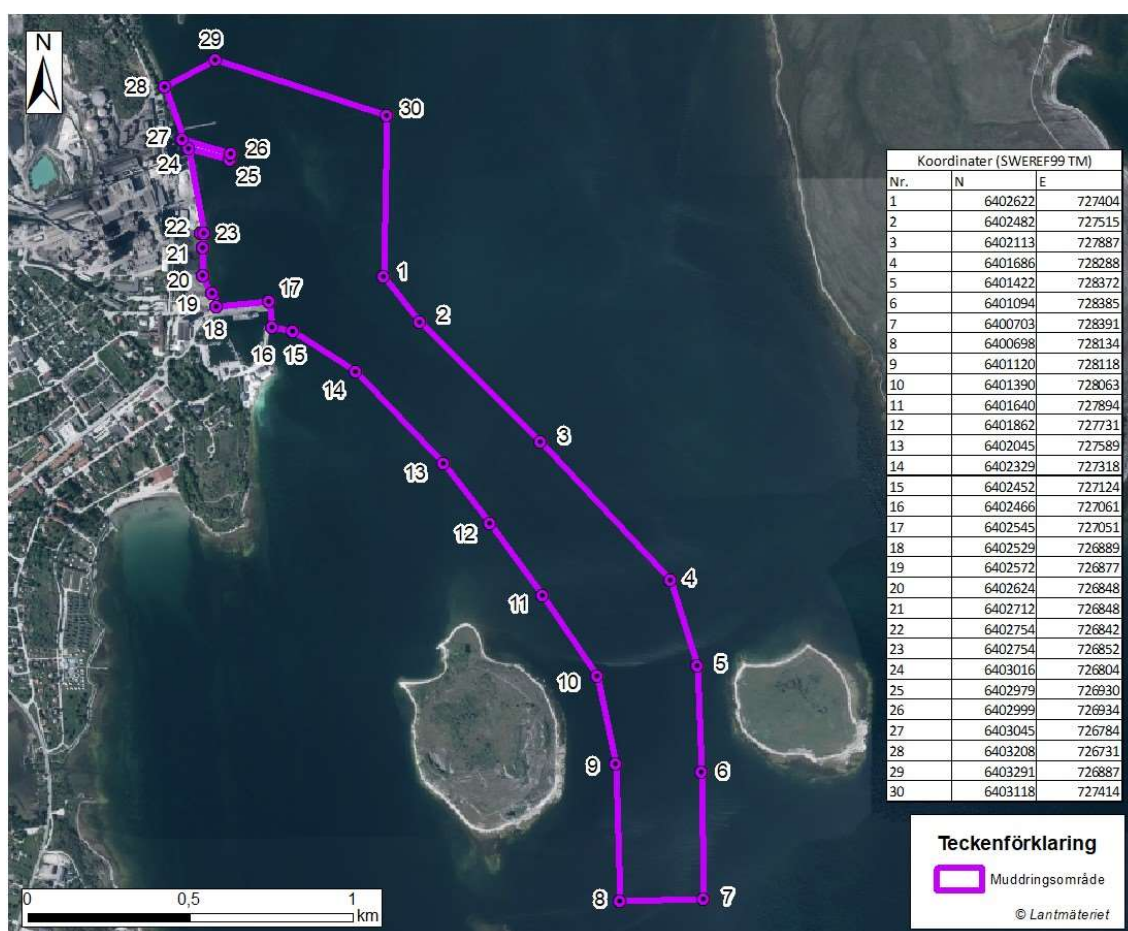 N
29
28
30
27
26
24
25
22
23
21
20
17
19
18
16
15
1
2
14
3
13
12
4
11
5
10
9
6
8
7
0
0,5
1
km
Koordinater (SWEREF99 TM)
Nr. N E
1 6402622 727404
2 6402482 727515
3 6402113 727887
4 6401686 728288
5 6401422 728372
6 6401094 728385
7 6400703 728391
8 6400698 728134
9 6401120 728118
10 6401390 728063
11 6401640 727894
12 6401862 727731
13 6402045 727589
14 6402329 727318
15 6402452 727124
16 6402466 727061
17 6402545 727051
18 6402529 726889
19 6402572 726877
20 6402624 726848
21 6402712 726848
22 6402754 726842
23 6402754 726852
24 6403016 726804
25 6402979 726930
26 6402999 726934
27 6403045 726784
28 6403208 726731
29 6403291 726887
30 6403118 727414
Teckenförklaring
Muddringsområde
© Lantmäteriet